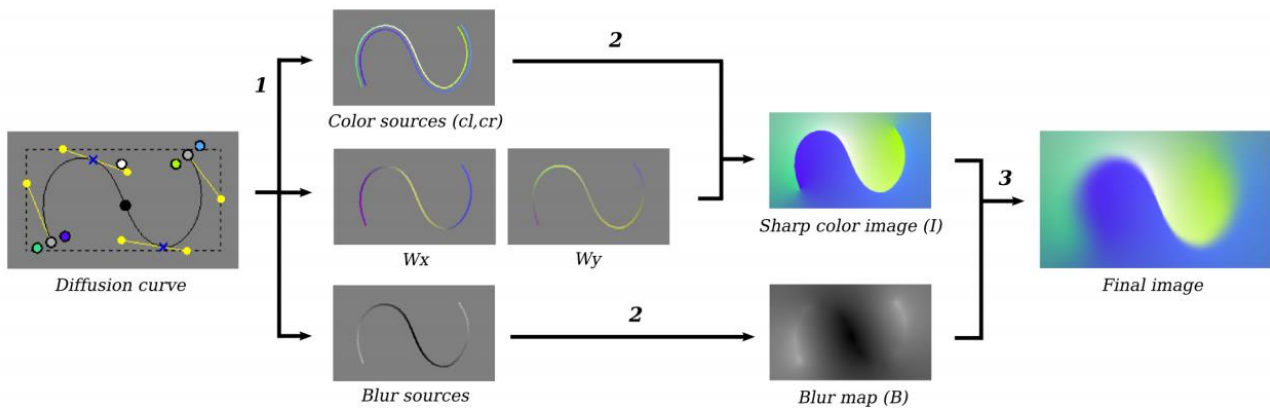 1
2
Color sources (cl,cr)
Diffusion curve
Wx
Wy
Sharp color image (I)
3
Final image
2
Blur sources
Blur map (B)